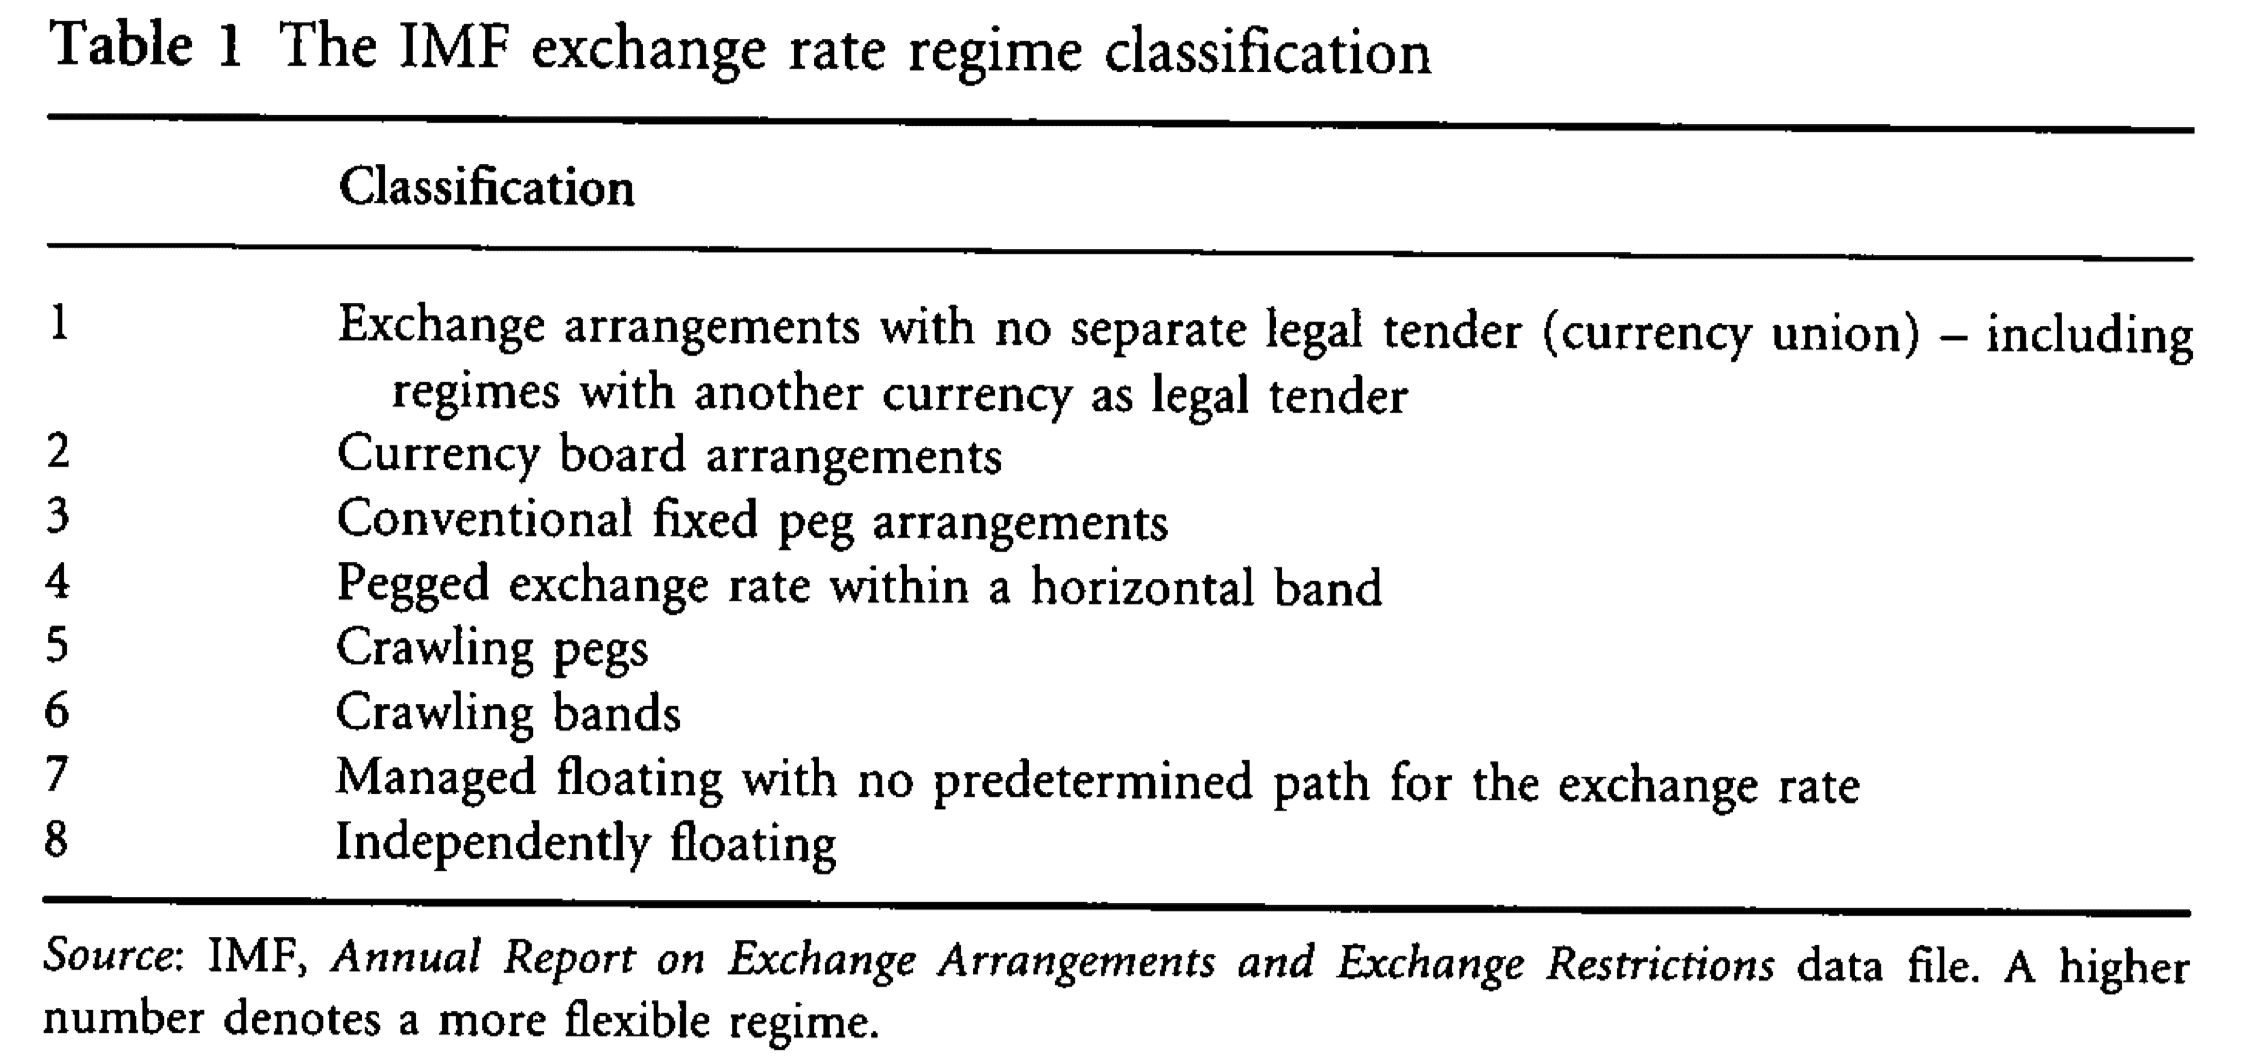 Table 1 The IMF exchange rate regime classification
Classification
1 Exchange arrangements with no separate legal tender (currency union) – including
regimes with another currency as legal tender
2 Currency board arrangements
3 Conventional fixed peg arrangements
4 Pegged exchange rate within a horizontal band
5 Crawling pegs
6 Crawling bands
7 Managed floating with no predetermined path for the exchange rate
8 Independently floating
Source: IMF, Annual Report on Exchange Arrangements and Exchange Restrictions data file. A higher
number denotes a more flexible regime.